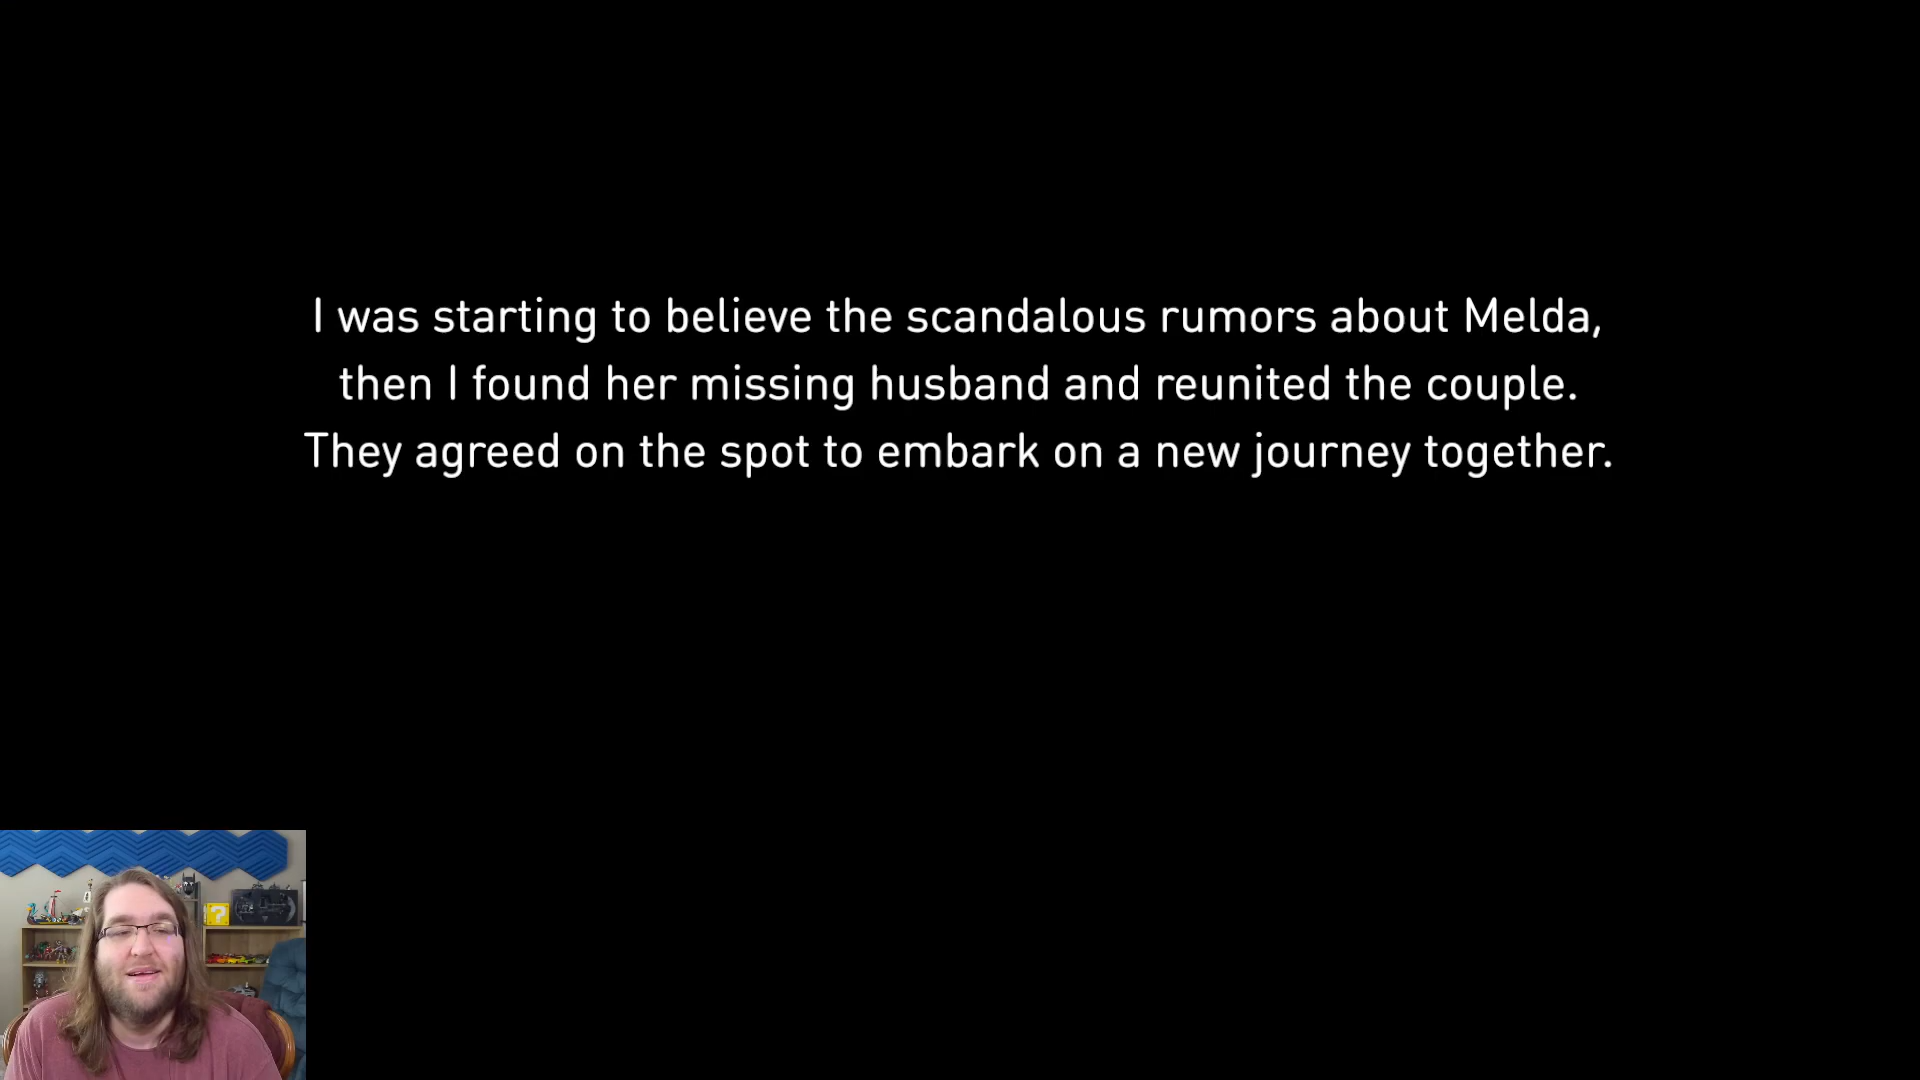 I was starting to believe the scandalous rumors about Melda,
then I found her missing husband and reunited the couple.
They agreed on the spot to embark on a new journey together.
?